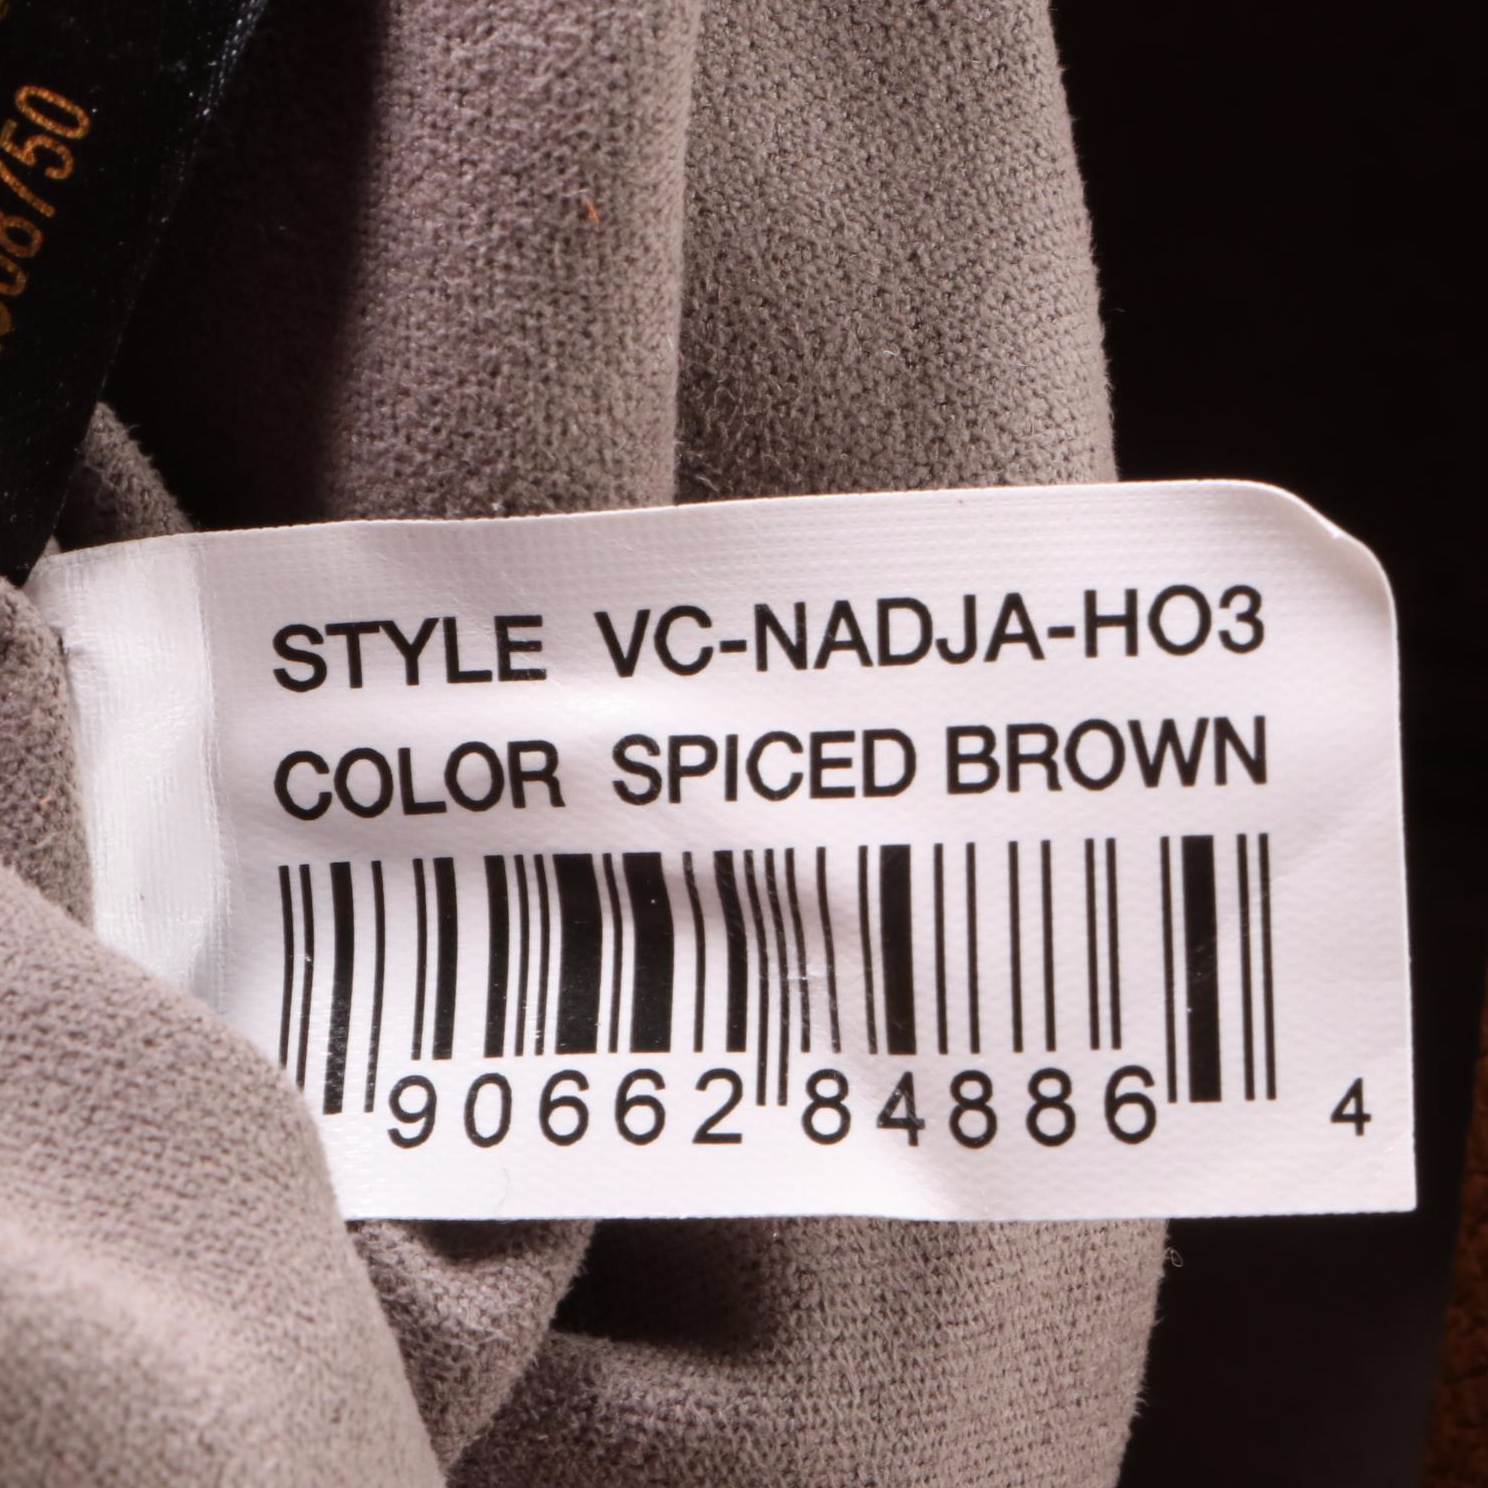 STYLE VC-NADJA-HO3
COLOR SPICED BROWN
90662 84886 4